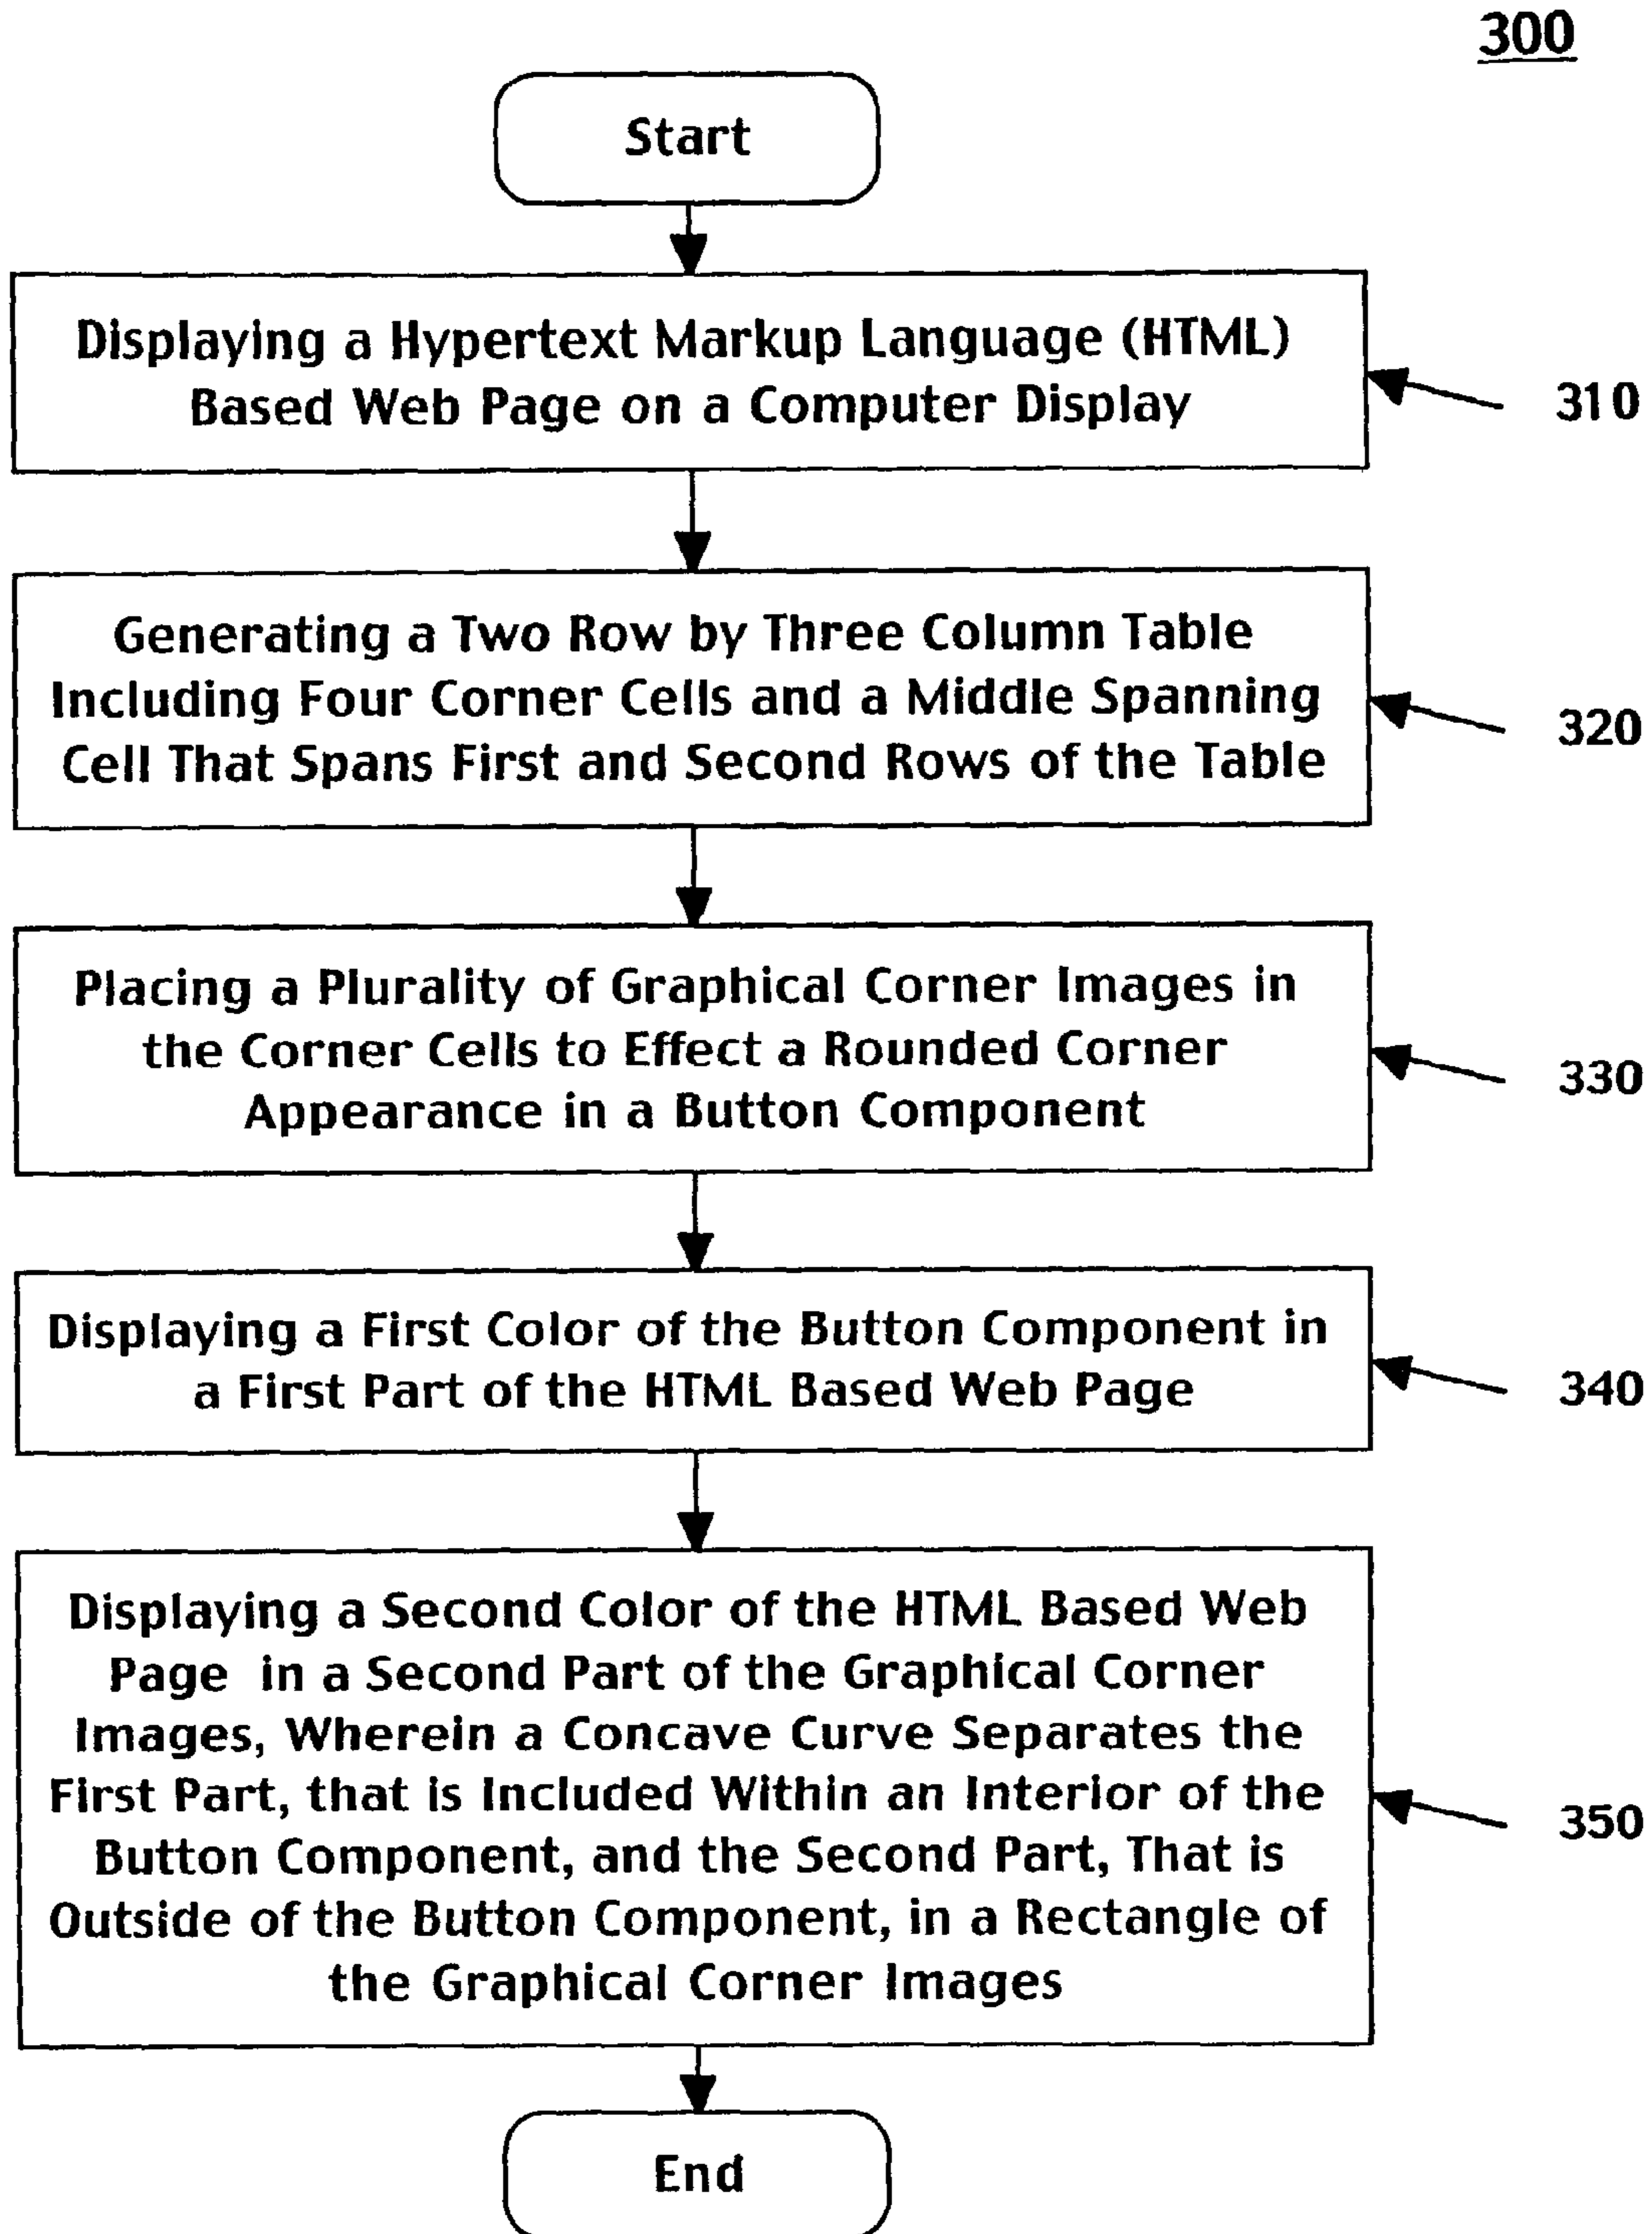 300
Start
Displaying a Hypertext Markup Language (HTML)
Based Web Page on a Computer Display
310
Generating a Two Row by Three Column Table
Including Four Corner Cells and a Middle Spanning
Cell That Spans First and Second Rows of the Table
320
Placing a Plurality of Graphical Corner Images in
the Corner Cells to Effect a Rounded Corner
Appearance in a Button Component
330
Displaying a First Color of the Button Component in
a First Part of the HTML Based Web Page
340
Displaying a Second Color of the HTML Based Web
Page in a Second Part of the Graphical Corner
Images, Wherein a Concave Curve Separates the
First Part, that is Included Within an Interior of the
Button Component, and the Second Part, That is
Outside of the Button Component, in a Rectangle of
the Graphical Corner Images
350
End